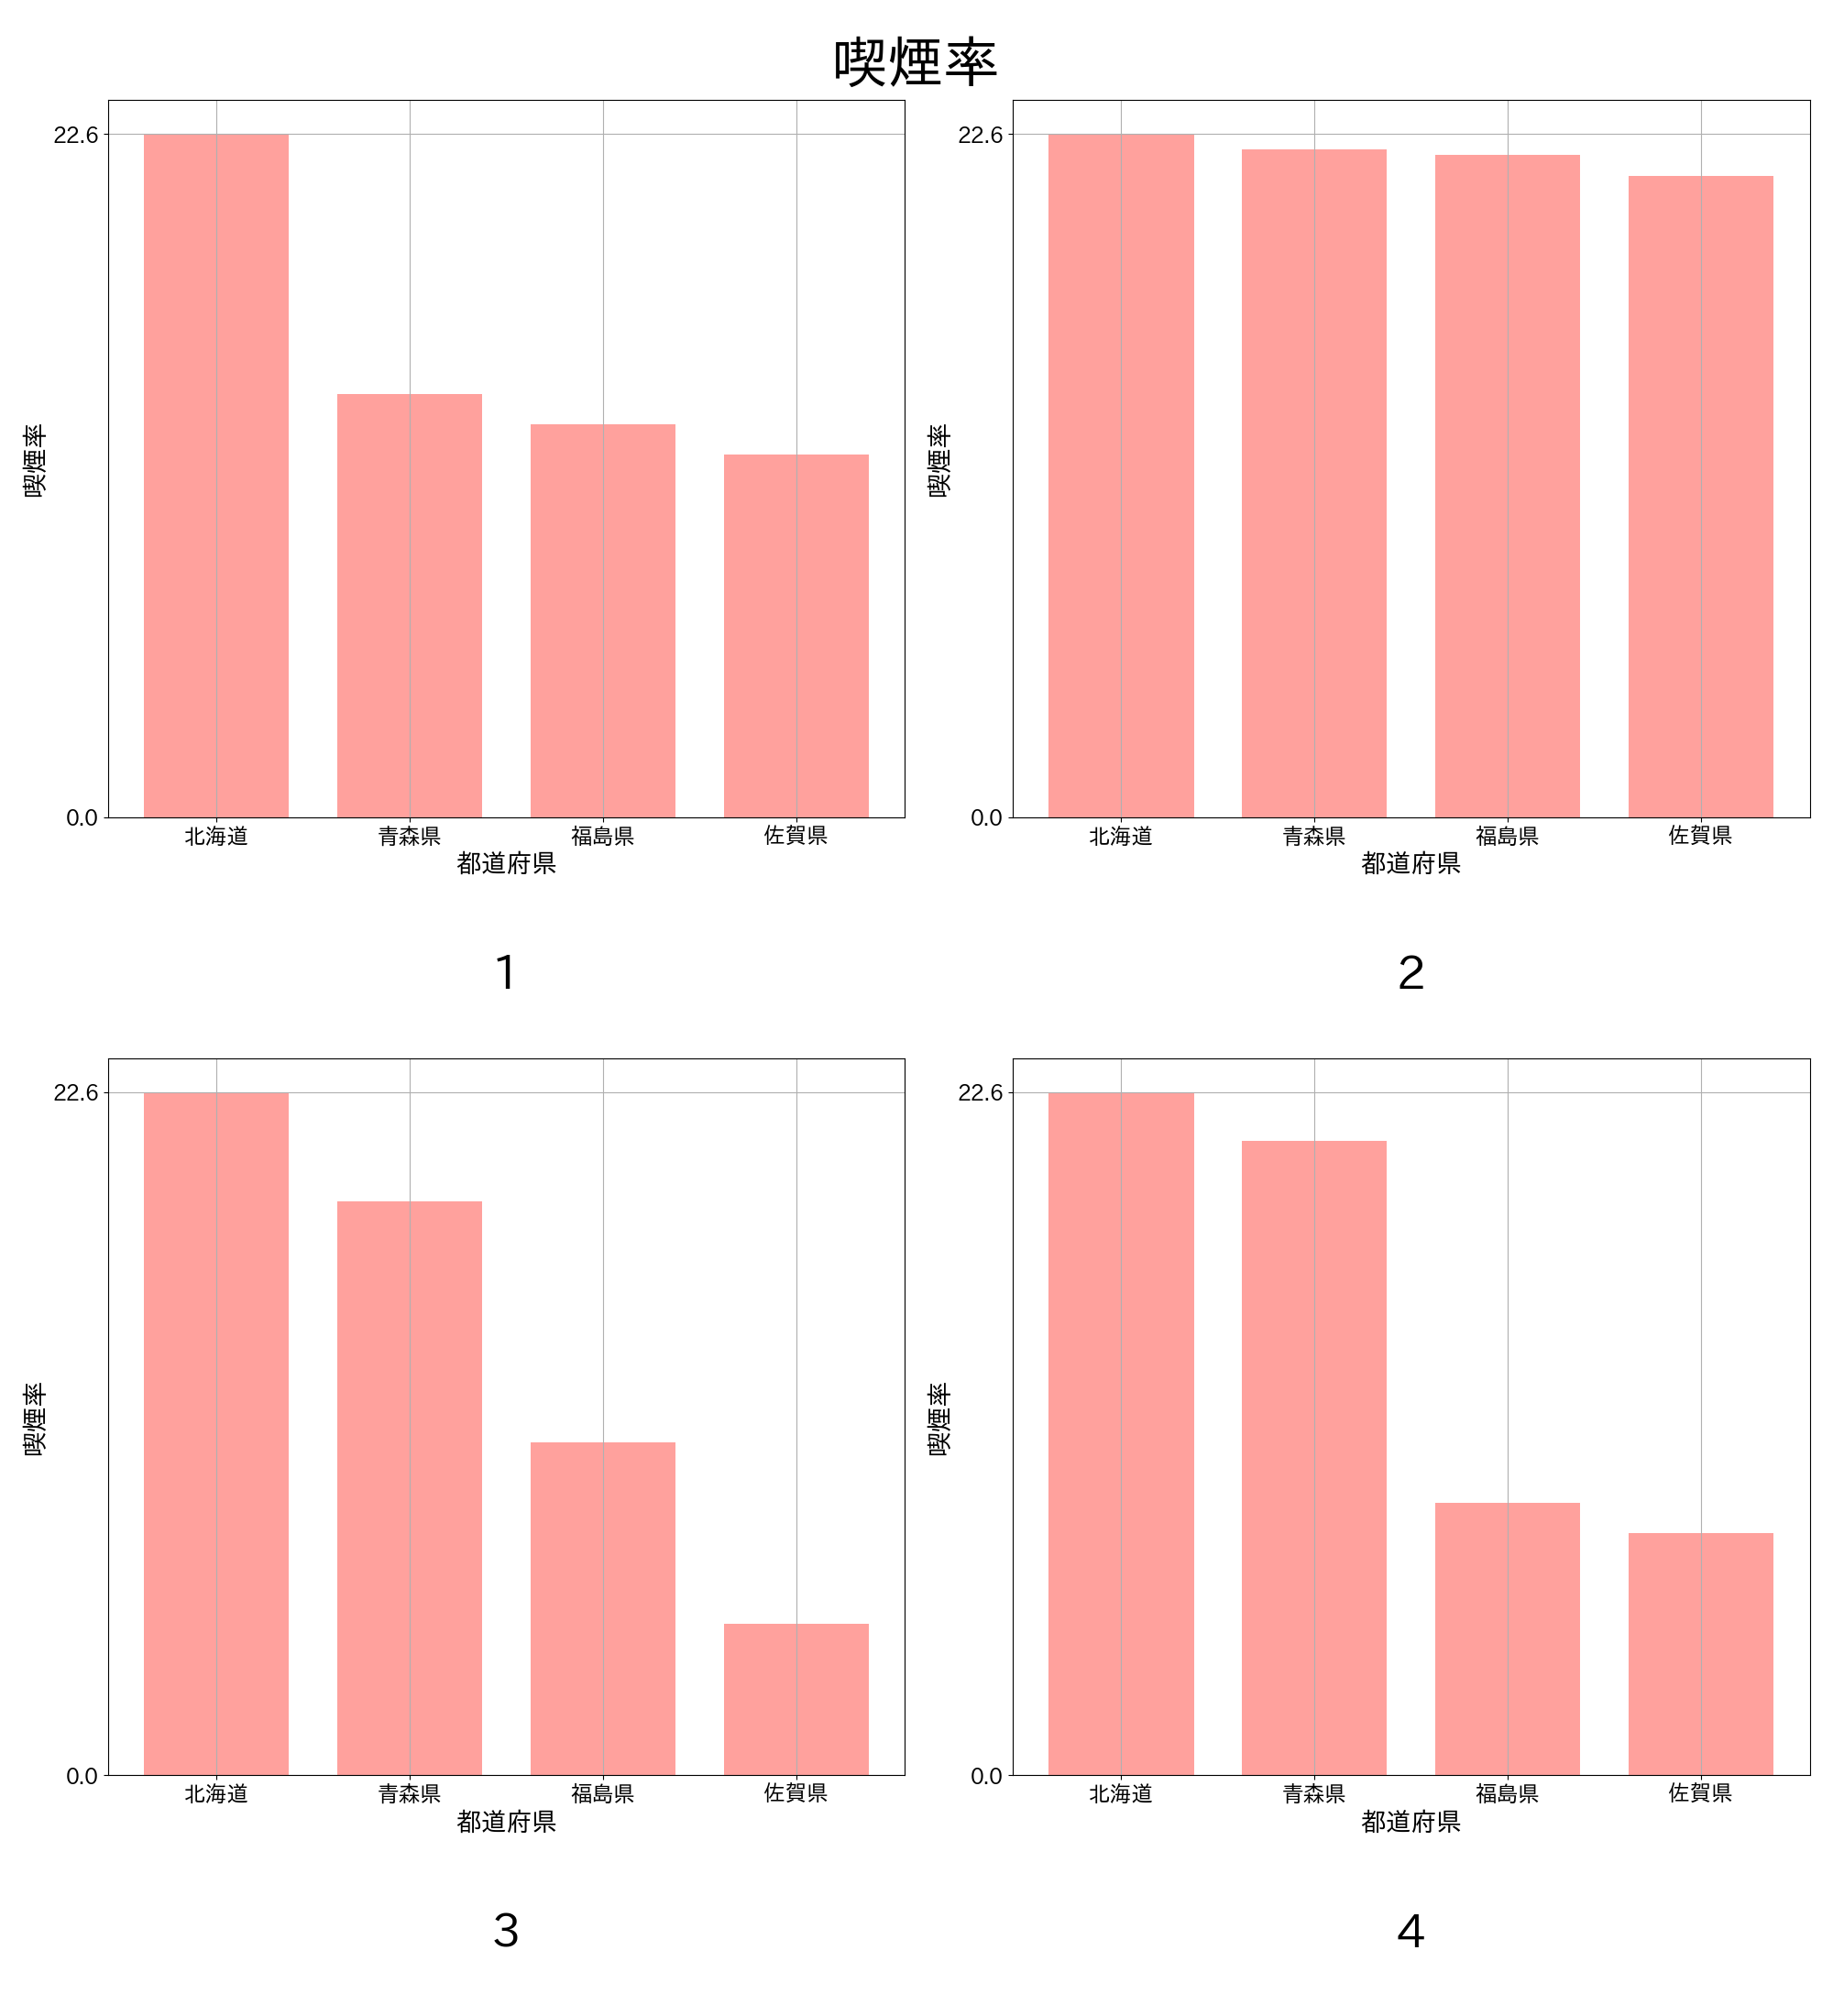 喫煙率
22.6
0.0
喫煙率
北海道 青森県 福島県 佐賀県
都道府県
1
22.6
0.0
喫煙率
北海道 青森県 福島県 佐賀県
都道府県
2
22.6
0.0
喫煙率
北海道 青森県 福島県 佐賀県
都道府県
3
22.6
0.0
喫煙率
北海道 青森県 福島県 佐賀県
都道府県
4